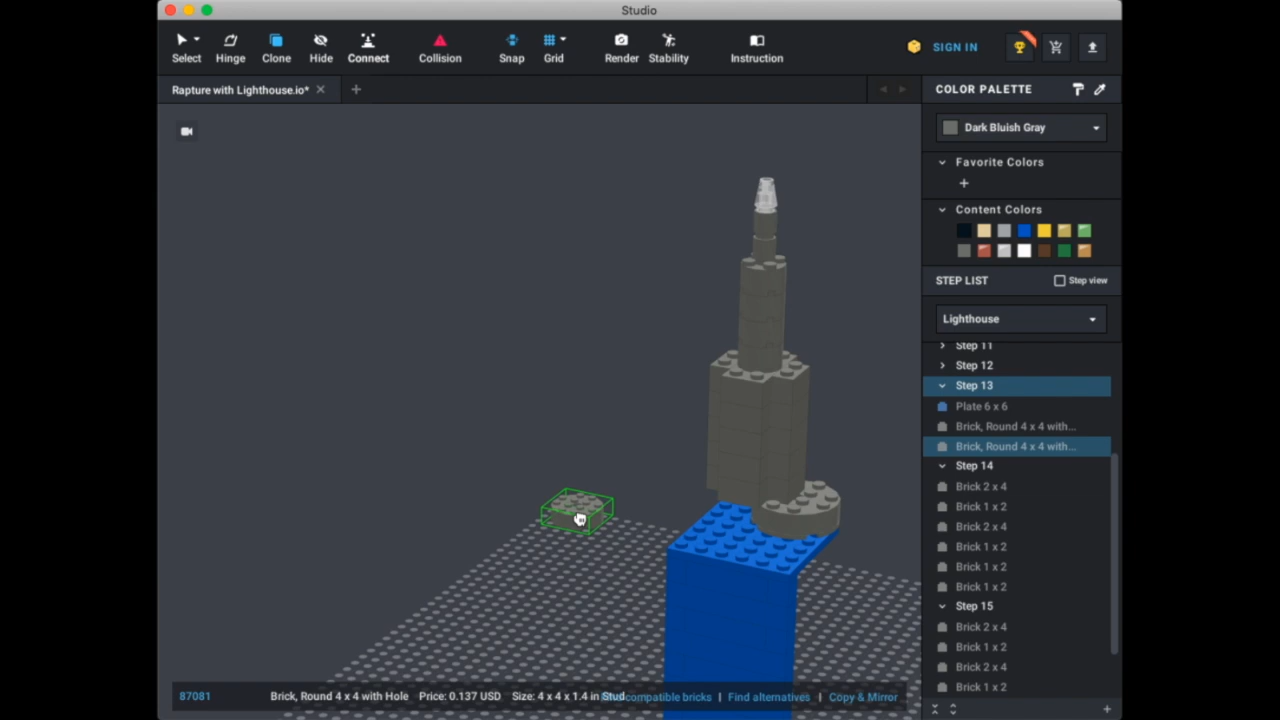 Studio
Select Hinge Clone Hide Connect Collision Snap Grid Render Stability Instruction SIGN IN
Rapture with Lighthouse.io*
COLOR PALETTE
Dark Bluish Gray
Favorite Colors
Content Colors
STEP LIST Step view
Lighthouse
Step 11
Step 12
Step 13
Plate 6 x 6
Brick, Round 4 x 4 with...
Brick, Round 4 x 4 with...
Step 14
Brick 2 x 4
Brick 1 x 2
Brick 2 x 4
Brick 1 x 2
Brick 1 x 2
Brick 1 x 2
Step 15
Brick 2 x 4
Brick 1 x 2
Brick 2 x 4
Brick 1 x 2
87081 Brick, Round 4 x 4 with Hole Price: 0.137 USD Size: 4 x 4 x 1.4 in Stud compatible bricks | Find alternatives | Copy & Mirror